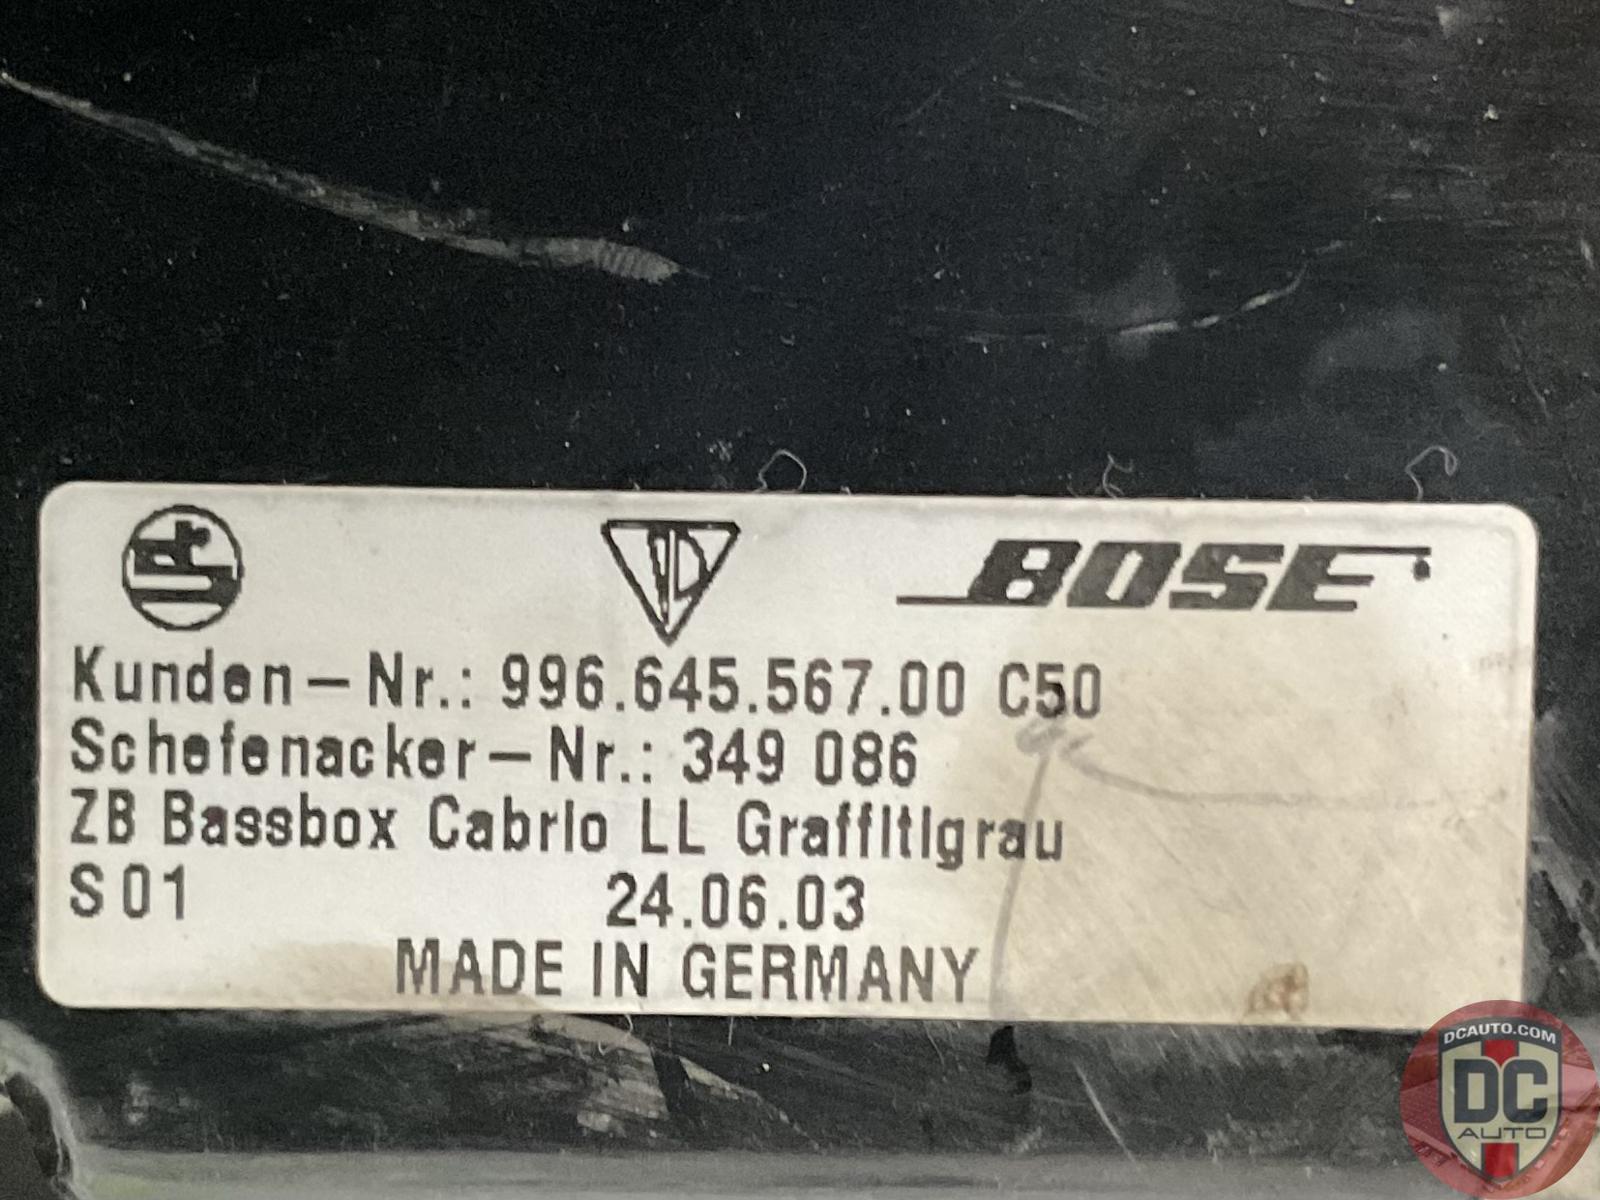 BOSE
Kunden-Nr.: 996.645.567.00 C50
Schefenacker-Nr.: 349 086
ZB Bassbox Cabrio LL Graffitigrau
S 01 24.06.03
MADE IN GERMANY
DCAUTO.COM
DC
AUTO